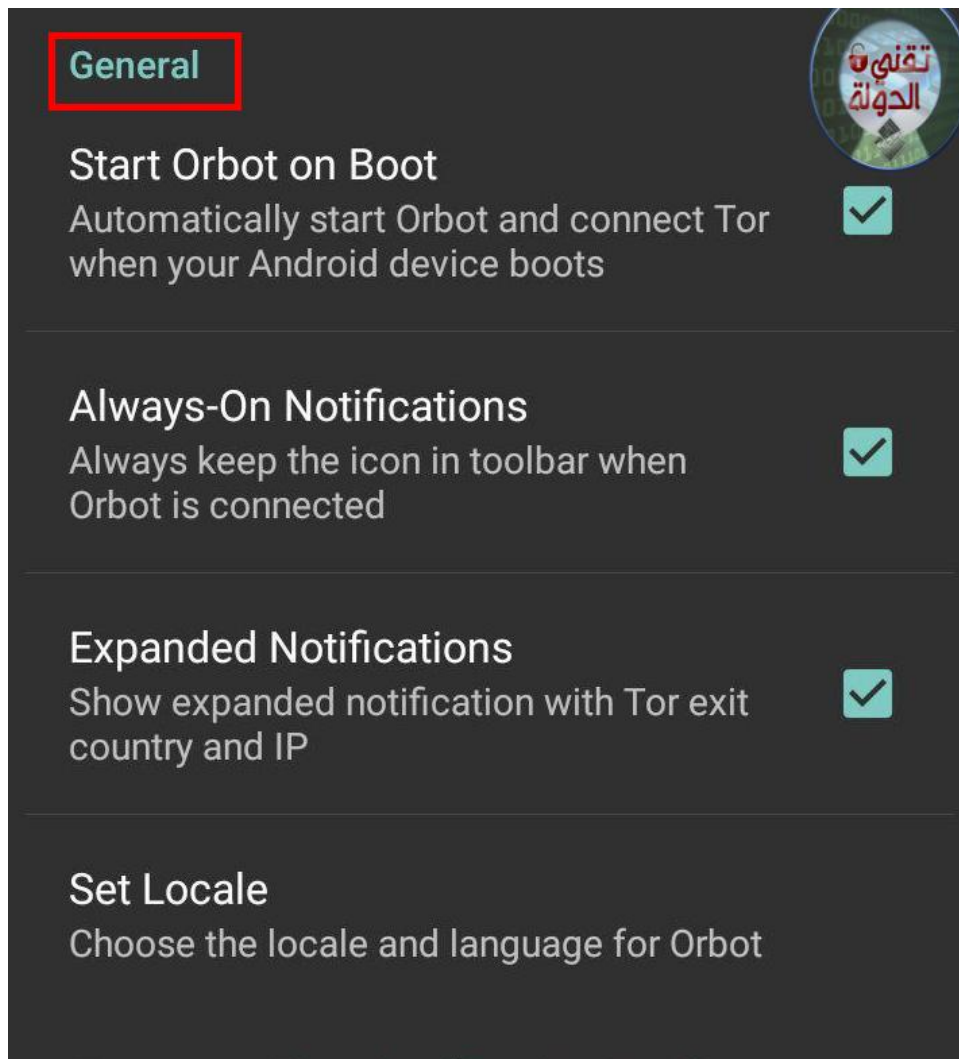 General
تقني
الدولة
Start Orbot on Boot
Automatically start Orbot and connect Tor
when your Android device boots
Always-On Notifications
Always keep the icon in toolbar when
Orbot is connected
Expanded Notifications
Show expanded notification with Tor exit
country and IP
Set Locale
Choose the locale and language for Orbot